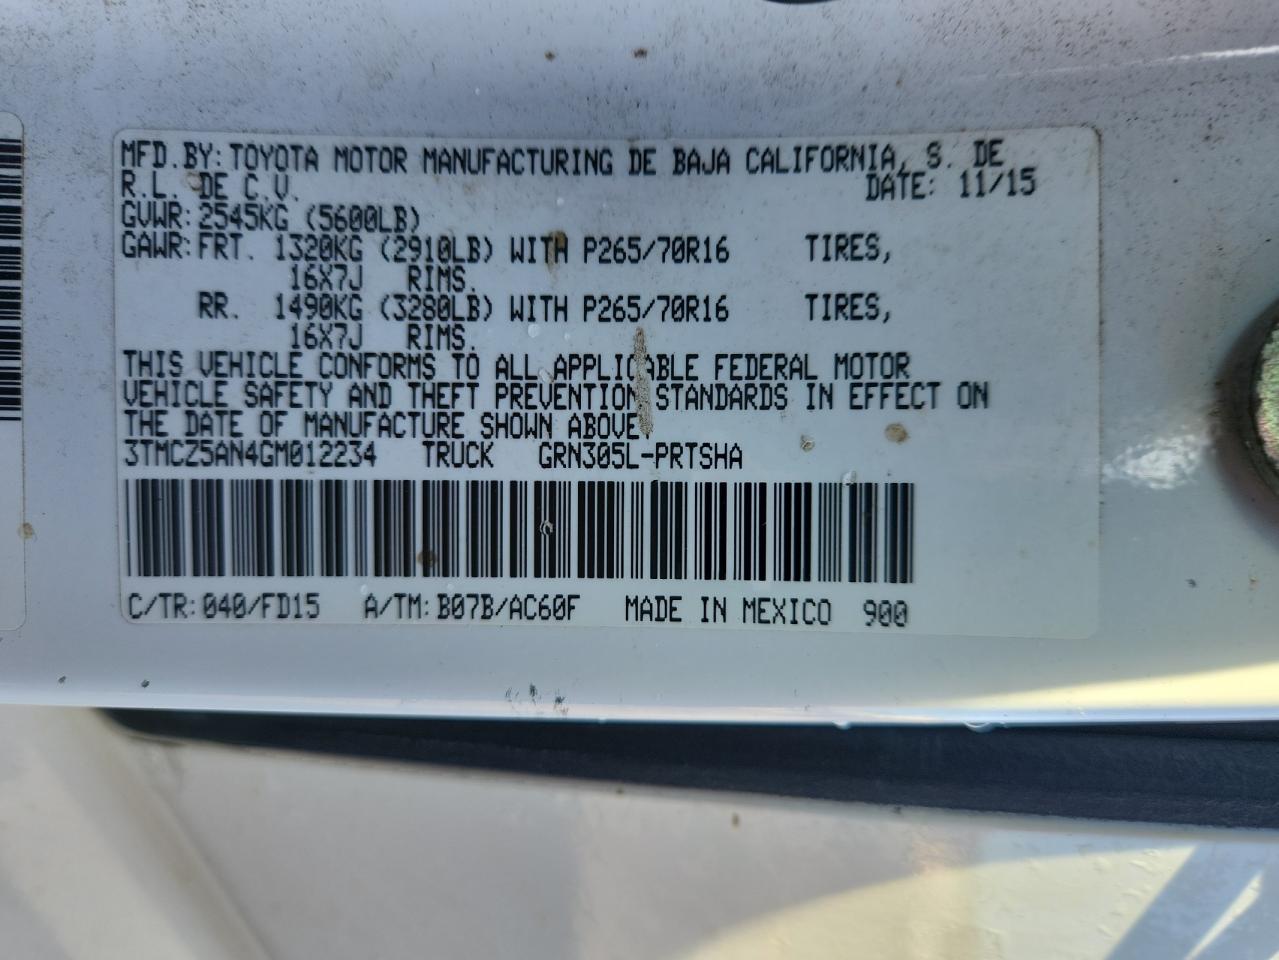 MFD.BY: TOYOTA MOTOR MANUFACTURING DE BAJA CALIFORNIA, S. DE
R.L. DE C.V. DATE: 11/15
GVWR: 2545KG (5600LB)
GAWR: FRT. 1320KG (2910LB) WITH P265/70R16 TIRES,
16X7J RIMS.
RR. 1490KG (3280LB) WITH P265/70R16 TIRES,
16X7J RIMS.
THIS VEHICLE CONFORMS TO ALL APPLICABLE FEDERAL MOTOR
VEHICLE SAFETY AND THEFT PREVENTION STANDARDS IN EFFECT ON
THE DATE OF MANUFACTURE SHOWN ABOVE.
3TMCZ5AN4GM012234 TRUCK GRN305L-PRTSHA
C/TR: 040/FD15 A/TM: B07B/AC60F MADE IN MEXICO 900